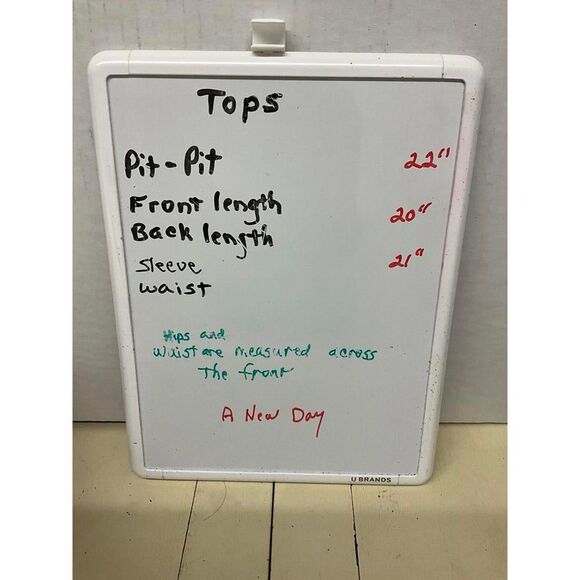 Tops
Pit-Pit 22"
Front length 20"
Back length
Sleeve 21"
waist
Hips and
Waist are measured across
The front
A New Day
U BRANDS